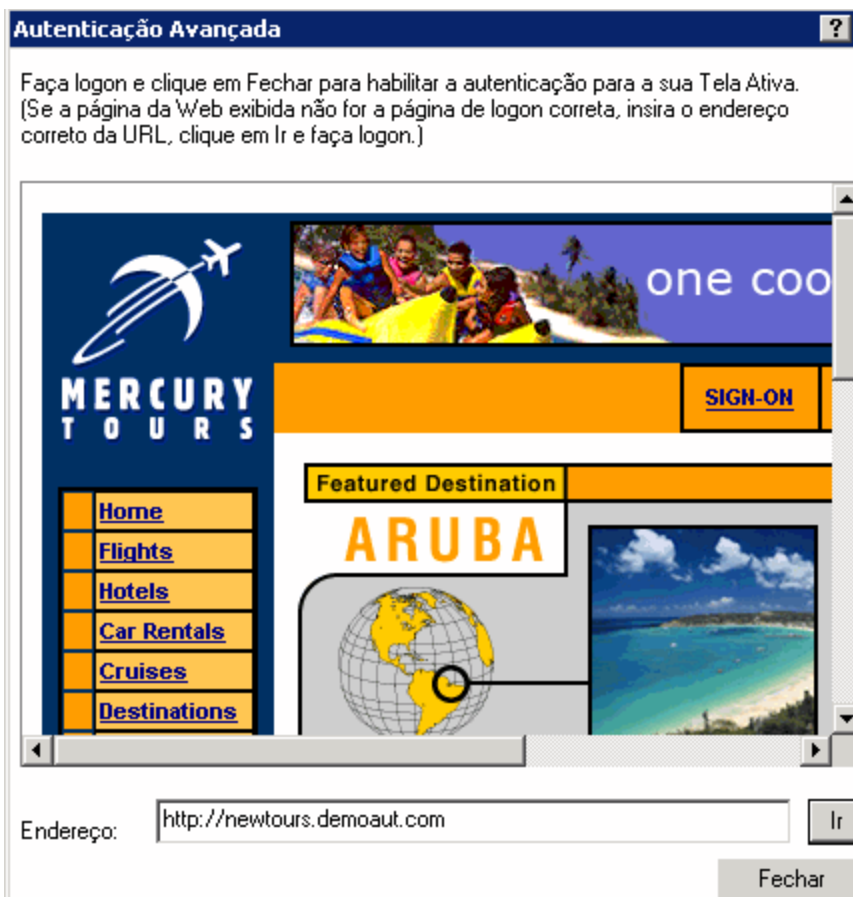 Autenticação Avançada
?
Faça logon e clique em Fechar para habilitar a autenticação para a sua Tela Ativa.
(Se a página da Web exibida não for a página de logon correta, insira o endereço
correto da URL, clique em Ir e faça logon.)
one coo
MERCURY
TOURS
SIGN-ON
Featured Destination
ARUBA
Home
Flights
Hotels
Car Rentals
Cruises
Destinations
Endereço:
http://newtours.demoaut.com
Ir
Fechar